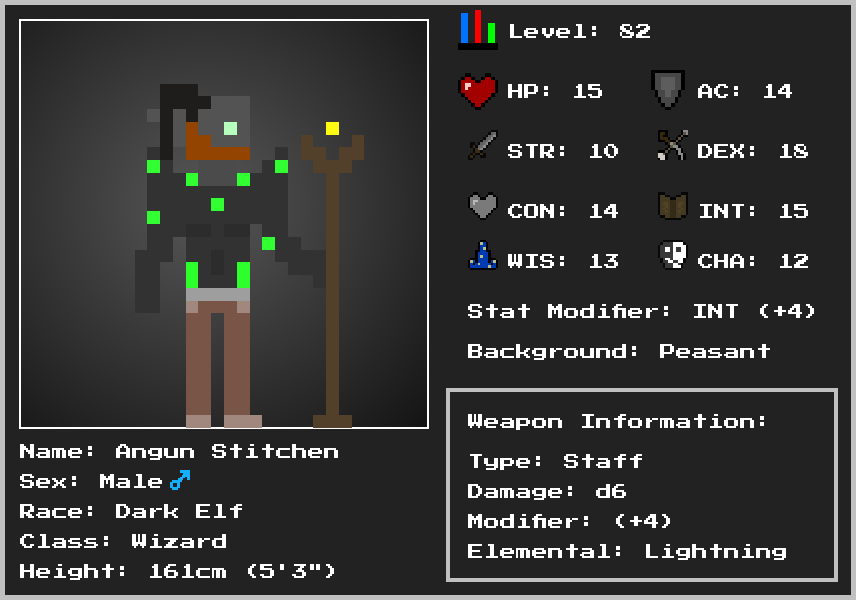 Level: 82
HP: 15 AC: 14
STR: 10 DEX: 18
CON: 14 INT: 15
WIS: 13 CHA: 12
Stat Modifier: INT (+4)
Background: Peasant
Weapon Information:
Type: Staff
Damage: d6
Modifier: (+4)
Elemental: Lightning
Name: Angun Stitchen
Sex: Male♂
Race: Dark Elf
Class: Wizard
Height: 161cm (5'3")